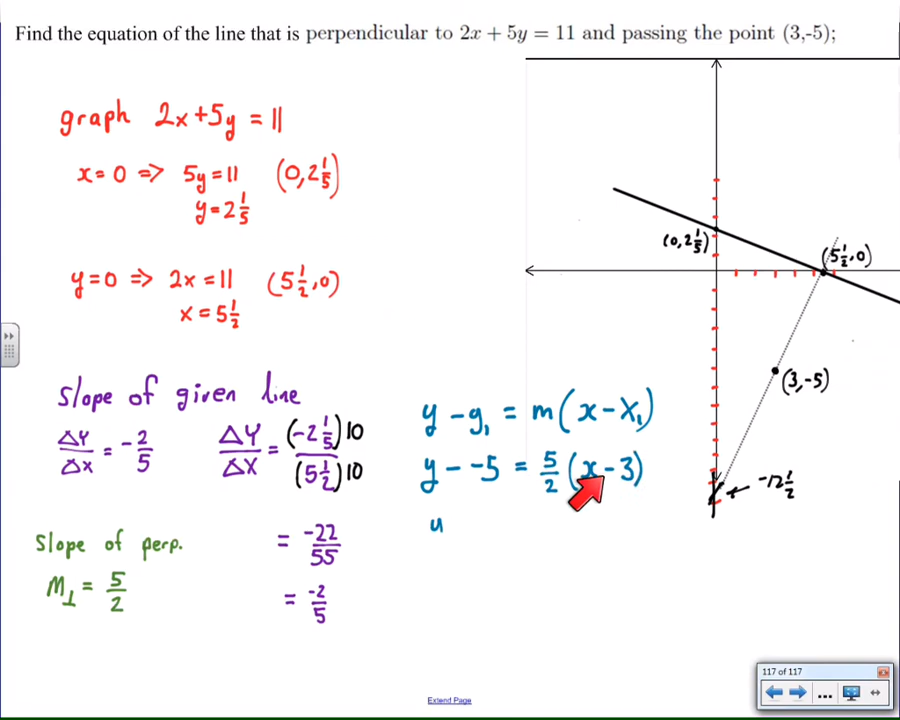 Find the equation of the line that is perpendicular to 2x + 5y = 11 and passing the point (3,-5);
graph 2x+5y = 11
x=0 => 5y=11 (0,2 1/5)
y=2 1/5
y=0 => 2x=11 (5 1/2,0)
x=5 1/2
slope of given line
ΔY/Δx = -2/5
ΔY/ΔX = (-2 1/5)10/(5 1/2)10
= -22/55
= -2/5
Slope of perp.
M⊥ = 5/2
y - y₁ = m(x-x₁)
y - -5 = 5/2 (x-3)
y
(0,2 1/5)
(5 1/2,0)
(3,-5)
-12 1/2
117 of 117
Extend Page